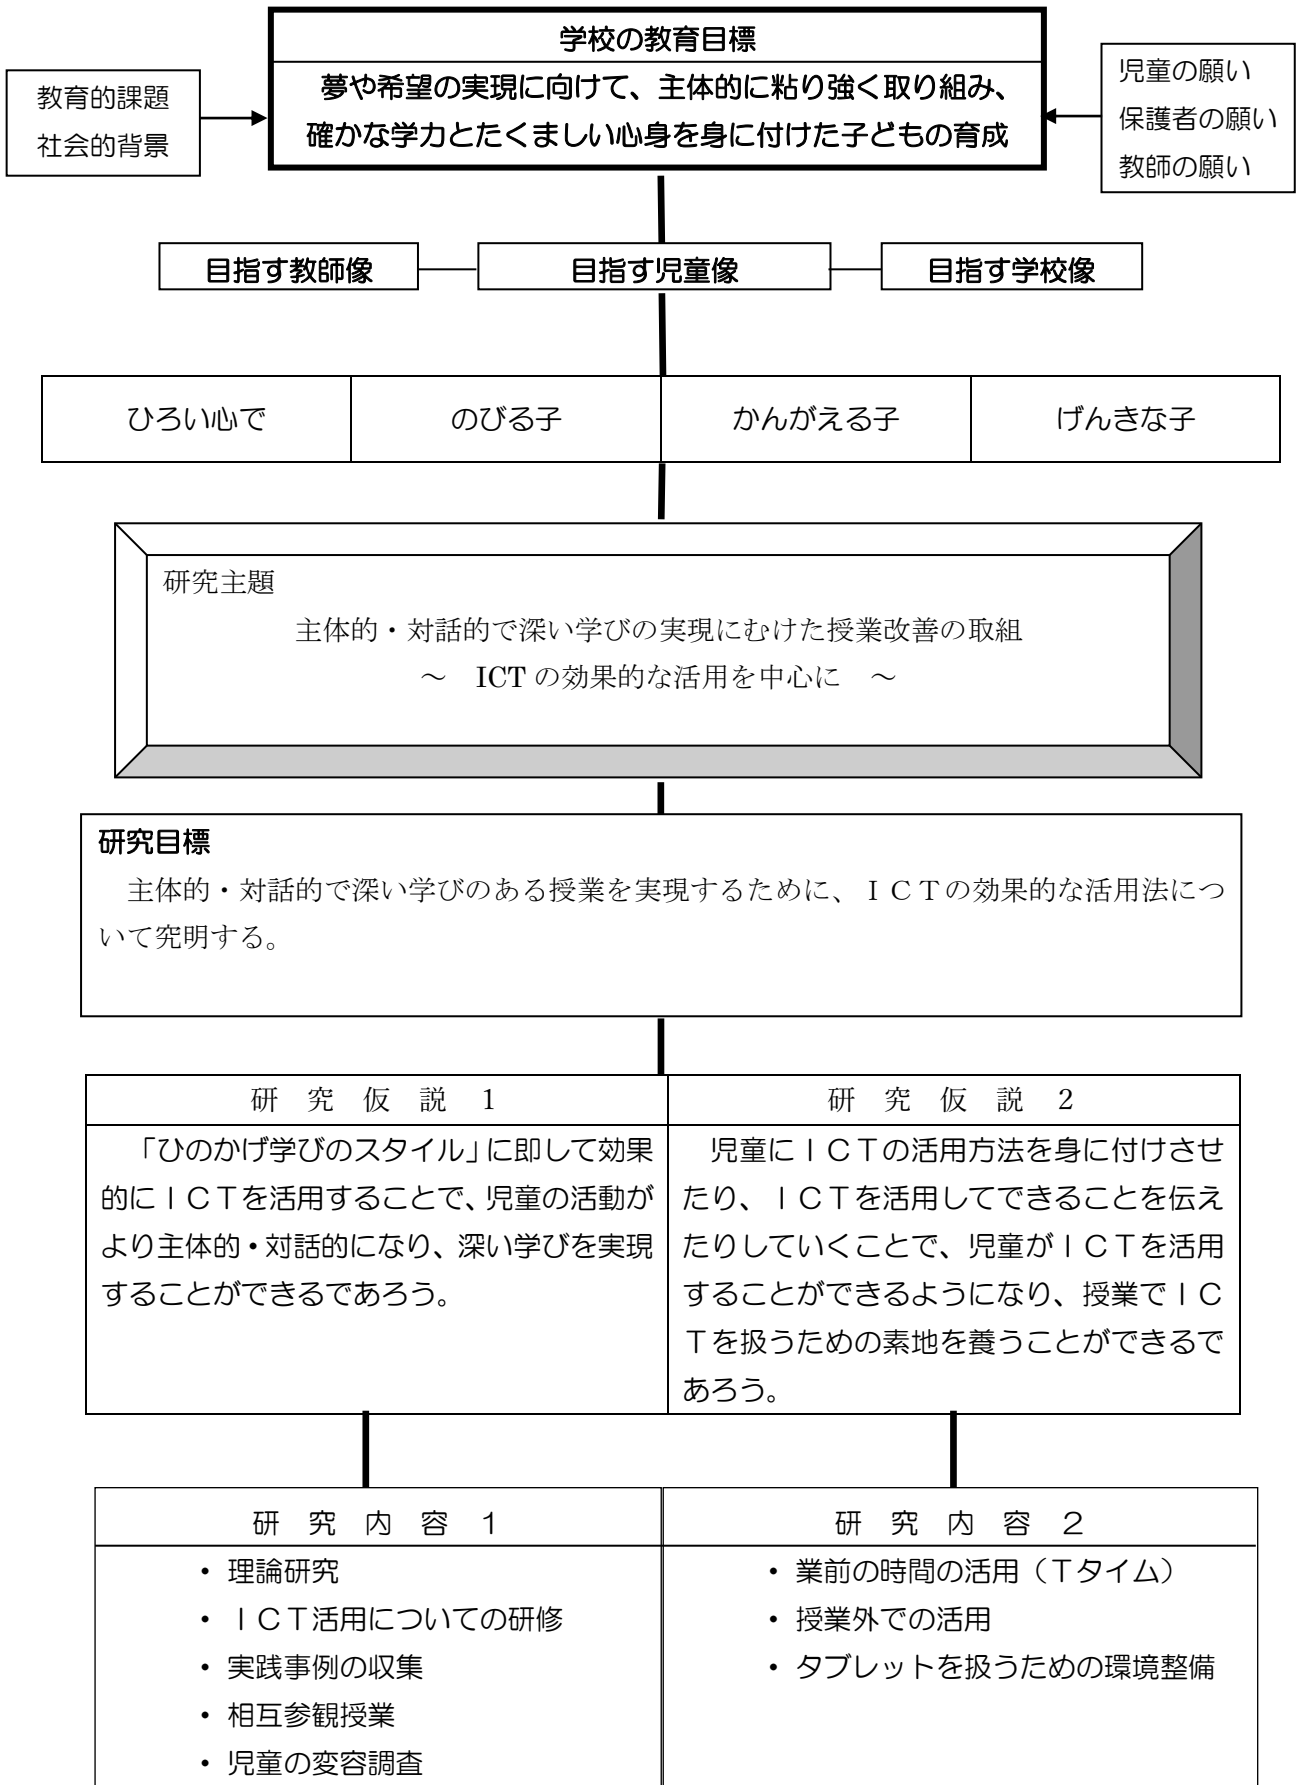 学校の教育目標
夢や希望の実現に向けて、主体的に粘り強く取り組み、
確かな学力とたくましい心身を身に付けた子どもの育成
教育的課題
社会的背景
児童の願い
保護者の願い
教師の願い
目指す教師像
目指す児童像
目指す学校像
ひろい心で
のびる子
かんがえる子
げんきな子
研究主題
主体的・対話的で深い学びの実現にむけた授業改善の取組
～　ICT の効果的な活用を中心に　～
研究目標
主体的・対話的で深い学びのある授業を実現するために、ＩＣＴの効果的な活用法につ
いて究明する。
研　究　仮　説　1
「ひのかげ学びのスタイル」に即して効果
的にＩＣＴを活用することで、児童の活動が
より主体的・対話的になり、深い学びを実現
することができるであろう。
研　究　仮　説　2
児童にＩＣＴの活用方法を身に付けさせ
たり、ＩＣＴを活用してできることを伝え
たりしていくことで、児童がＩＣＴを活用
することができるようになり、授業でＩＣ
Ｔを扱うための素地を養うことができるで
あろう。
研　究　内　容　１
・ 理論研究
・ ＩＣＴ活用についての研修
・ 実践事例の収集
・ 相互参観授業
・ 児童の変容調査
研　究　内　容　２
・ 業前の時間の活用（Ｔタイム）
・ 授業外での活用
・ タブレットを扱うための環境整備